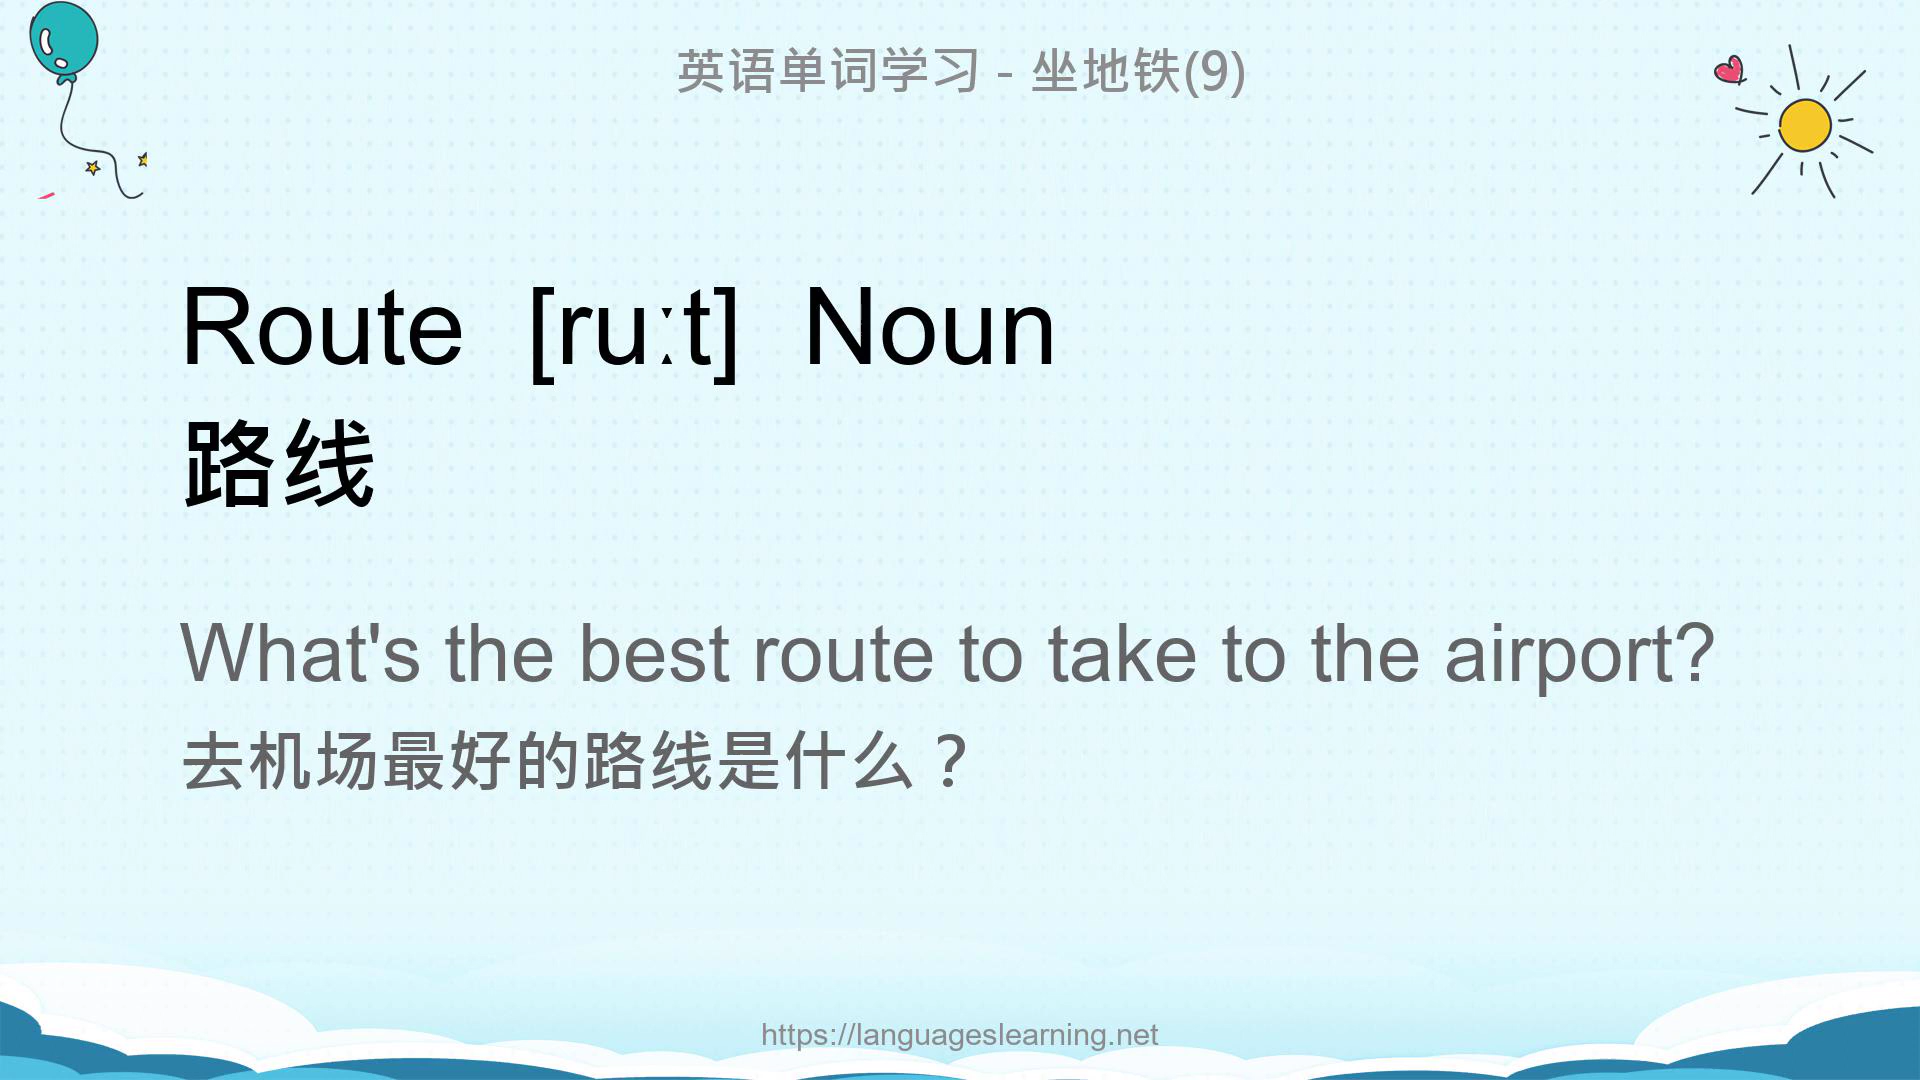 英语单词学习 - 坐地铁(9)
Route [ruːt] Noun
路线
What's the best route to take to the airport?
去机场最好的路线是什么？
https://languageslearning.net